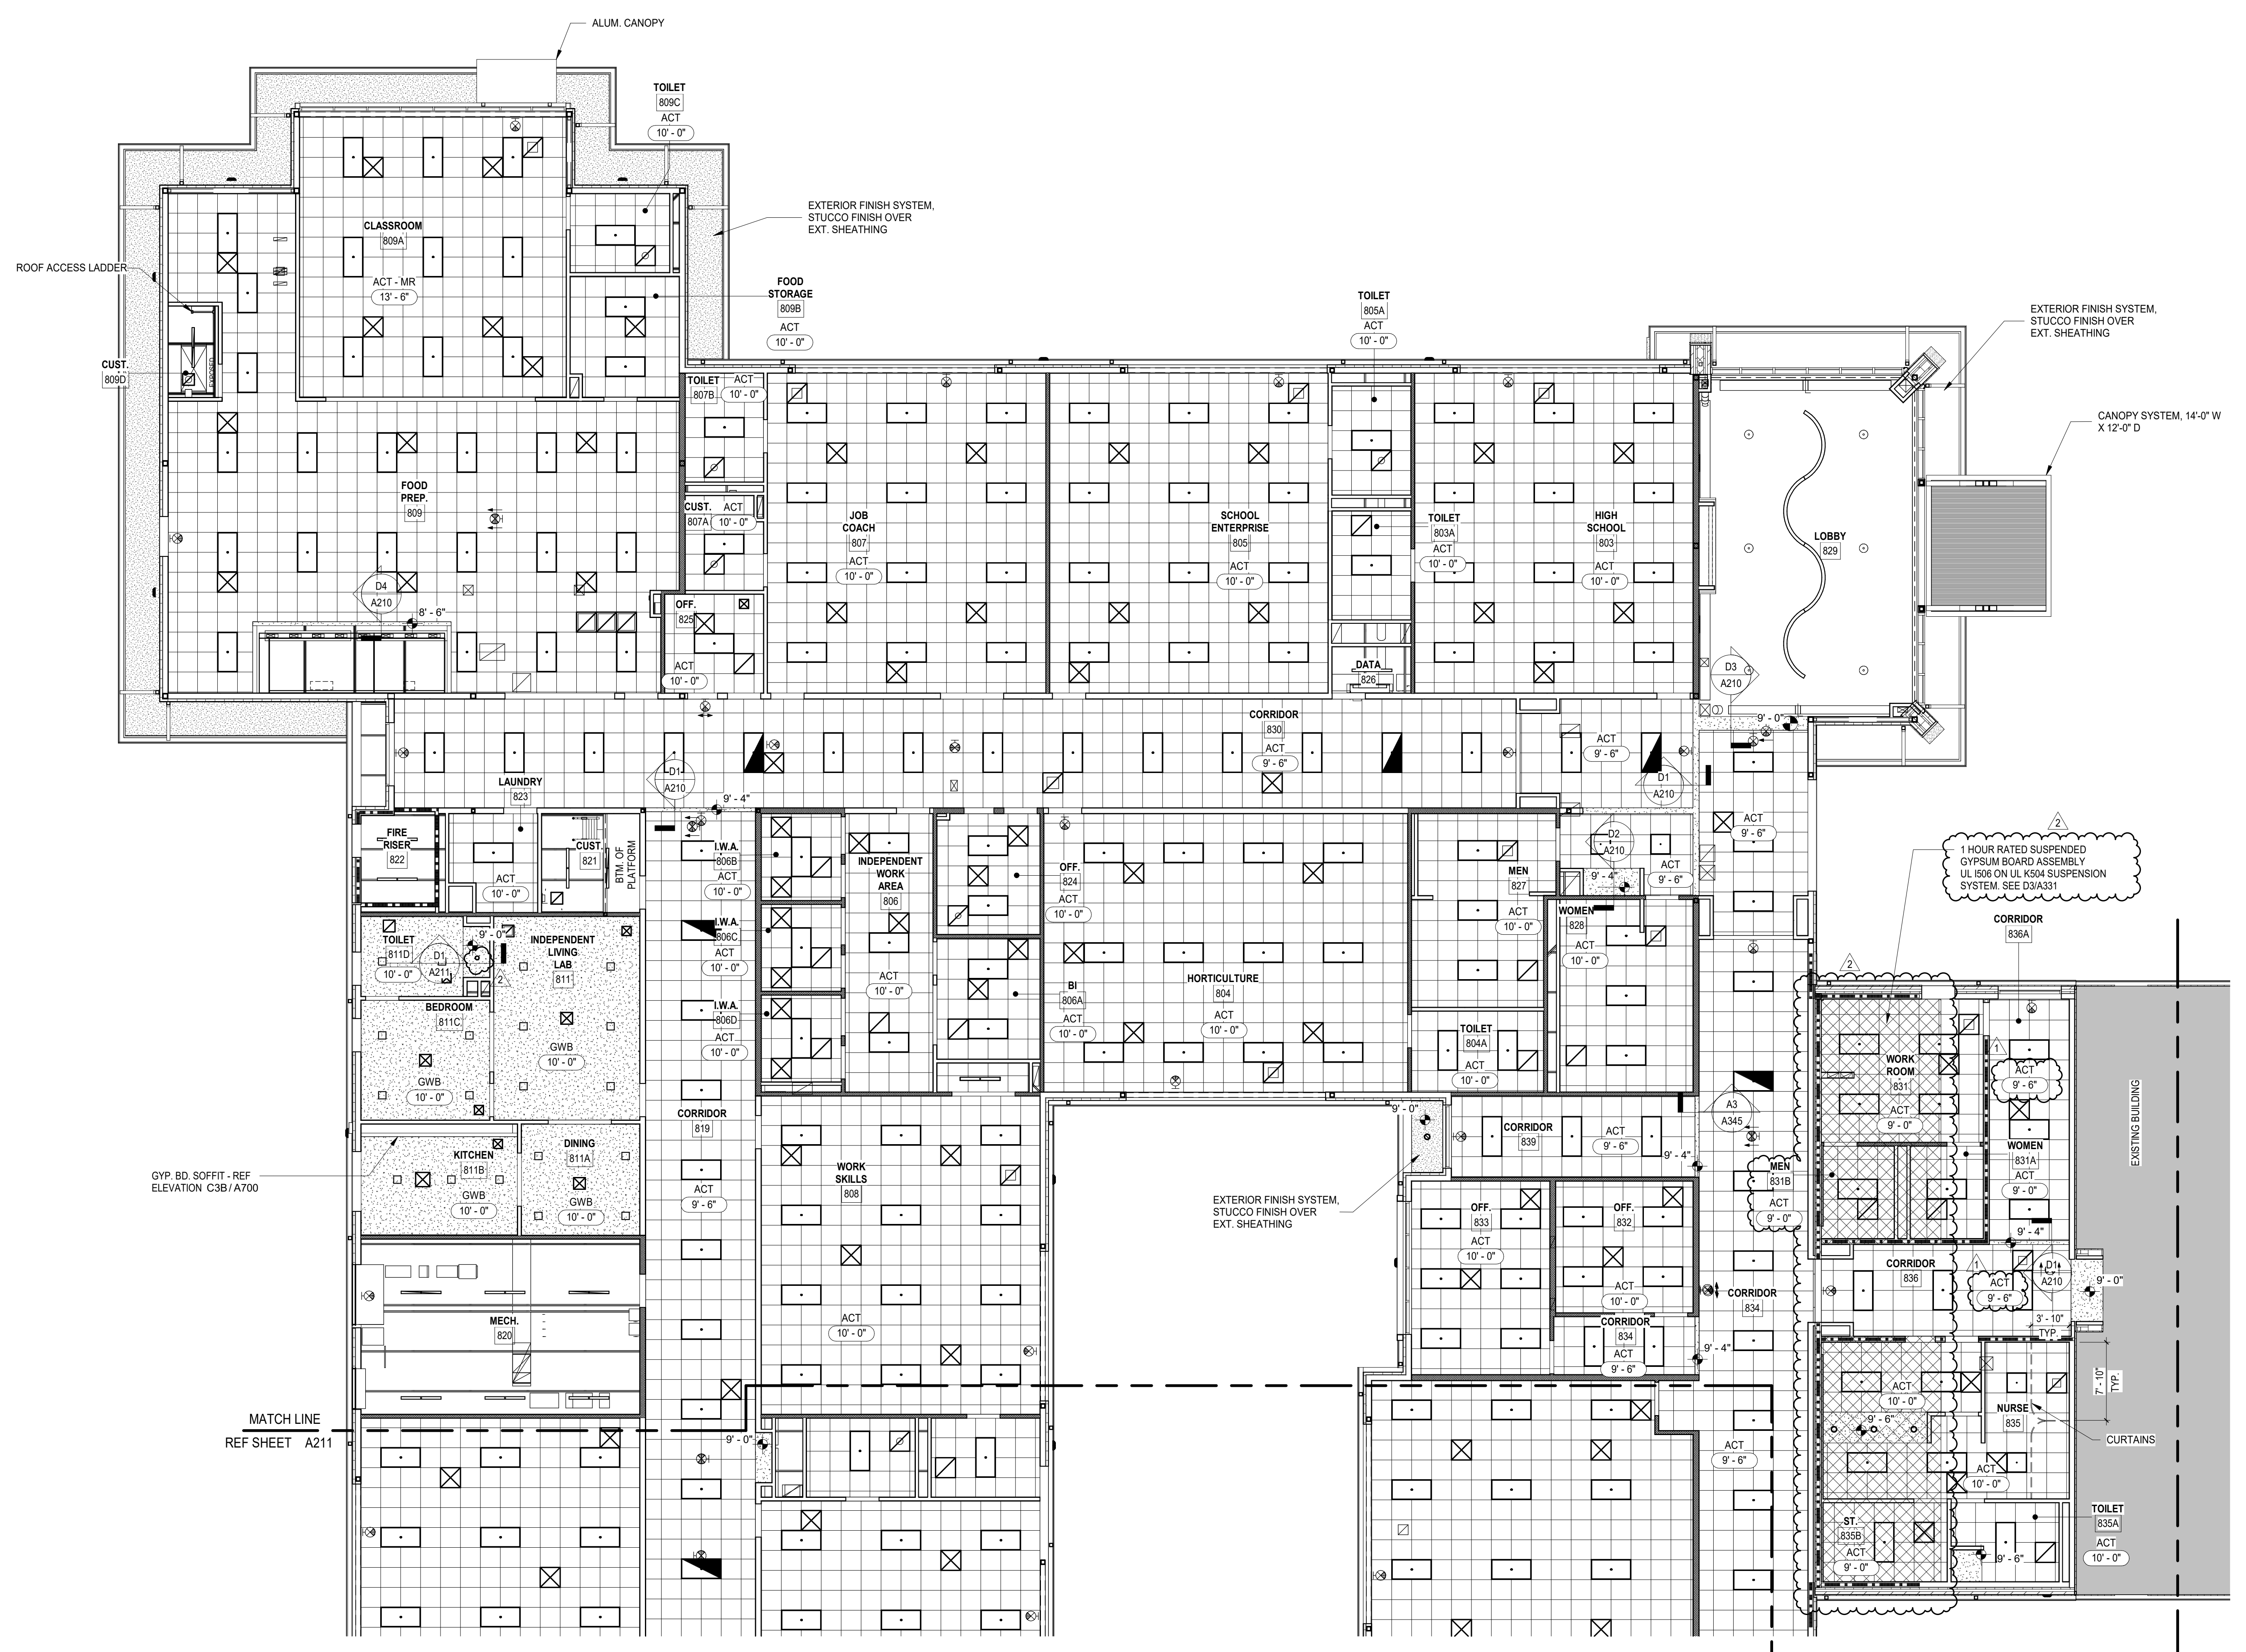 ALUM. CANOPY
TOILET
809C
ACT
10' - 0"
EXTERIOR FINISH SYSTEM,
STUCCO FINISH OVER
EXT. SHEATHING
CLASSROOM
809A
ACT - MR
13' - 6"
ROOF ACCESS LADDER
FOOD
STORAGE
809B
ACT
10' - 0"
TOILET
805A
ACT
10' - 0"
EXTERIOR FINISH SYSTEM,
STUCCO FINISH OVER
EXT. SHEATHING
CUST.
809D
EXPOSED
TOILET
807B
ACT
10' - 0"
CANOPY SYSTEM, 14'-0" W
X 12'-0" D
FOOD
PREP.
809
CUST.
807A
ACT
10' - 0"
JOB
COACH
807
ACT
10' - 0"
SCHOOL
ENTERPRISE
805
ACT
10' - 0"
TOILET
803A
ACT
10' - 0"
HIGH
SCHOOL
803
ACT
10' - 0"
LOBBY
829
D4
A210
8' - 6"
OFF.
825
ACT
10' - 0"
DATA
826
D3
A210
9' - 0"
CORRIDOR
830
ACT
9' - 6"
ACT
9' - 6"
D1
A210
D1
A210
LAUNDRY
823
ACT
10' - 0"
9' - 4"
FIRE
RISER
822
CUST.
821
BTM. OF
PLATFORM
I.W.A.
806B
ACT
10' - 0"
INDEPENDENT
WORK
AREA
806
ACT
10' - 0"
OFF.
824
ACT
10' - 0"
MEN
827
ACT
10' - 0"
D2
A210
9' - 4"
ACT
9' - 6"
ACT
9' - 6"
2
1 HOUR RATED SUSPENDED
GYPSUM BOARD ASSEMBLY
UL I506 ON UL K504 SUSPENSION
SYSTEM. SEE D3/A331
WOMEN
828
ACT
10' - 0"
I.W.A.
806C
ACT
10' - 0"
CORRIDOR
836A
TOILET
811D
10' - 0"
D1
A211
9' - 0"
2
INDEPENDENT
LIVING
LAB
811
GWB
10' - 0"
2
BEDROOM
811C
GWB
10' - 0"
I.W.A.
806D
ACT
10' - 0"
BI
806A
ACT
10' - 0"
HORTICULTURE
804
ACT
10' - 0"
TOILET
804A
ACT
10' - 0"
WORK
ROOM
831
ACT
9' - 0"
1
ACT
9' - 6"
EXISTING BUILDING
CORRIDOR
819
ACT
9' - 6"
9' - 0"
CORRIDOR
839
ACT
9' - 6"
A3
A345
9' - 4"
MEN
831B
ACT
9' - 0"
WOMEN
831A
ACT
9' - 0"
9' - 4"
GYP. BD. SOFFIT - REF
ELEVATION C3B / A700
KITCHEN
811B
GWB
10' - 0"
DINING
811A
GWB
10' - 0"
WORK
SKILLS
808
ACT
10' - 0"
EXTERIOR FINISH SYSTEM,
STUCCO FINISH OVER
EXT. SHEATHING
OFF.
833
ACT
10' - 0"
OFF.
832
ACT
10' - 0"
CORRIDOR
834
CORRIDOR
836
1
ACT
9' - 6"
D1
A210
9' - 0"
3' - 10"
TYP.
MECH.
820
CORRIDOR
834
ACT
9' - 6"
9' - 4"
7' - 10"
TYP.
ACT
10' - 0"
9' - 6"
NURSE
835
CURTAINS
MATCH LINE
REF SHEET A211
9' - 0"
ACT
9' - 6"
ACT
10' - 0"
ST.
835B
ACT
9' - 0"
9' - 6"
TOILET
835A
ACT
10' - 0"